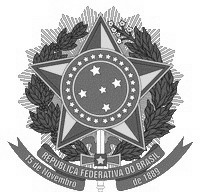 REPÚBLICA FEDERATIVA DO BRASIL
15 de Novembro de 1889